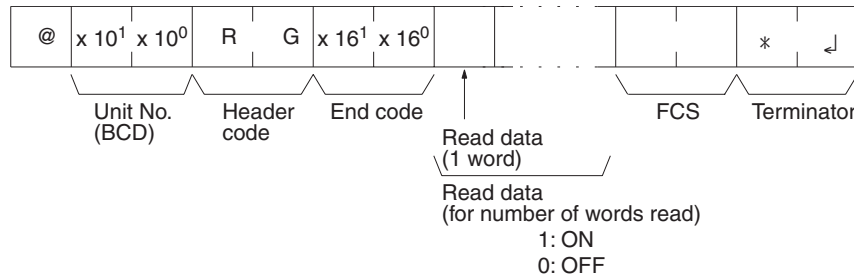 @ x 10¹ x 10⁰ R G x 16¹ x 16⁰ * ↵
Unit No. (BCD)
Header code
End code
Read data (1 word)
FCS
Terminator
Read data
(for number of words read)
1: ON
0: OFF